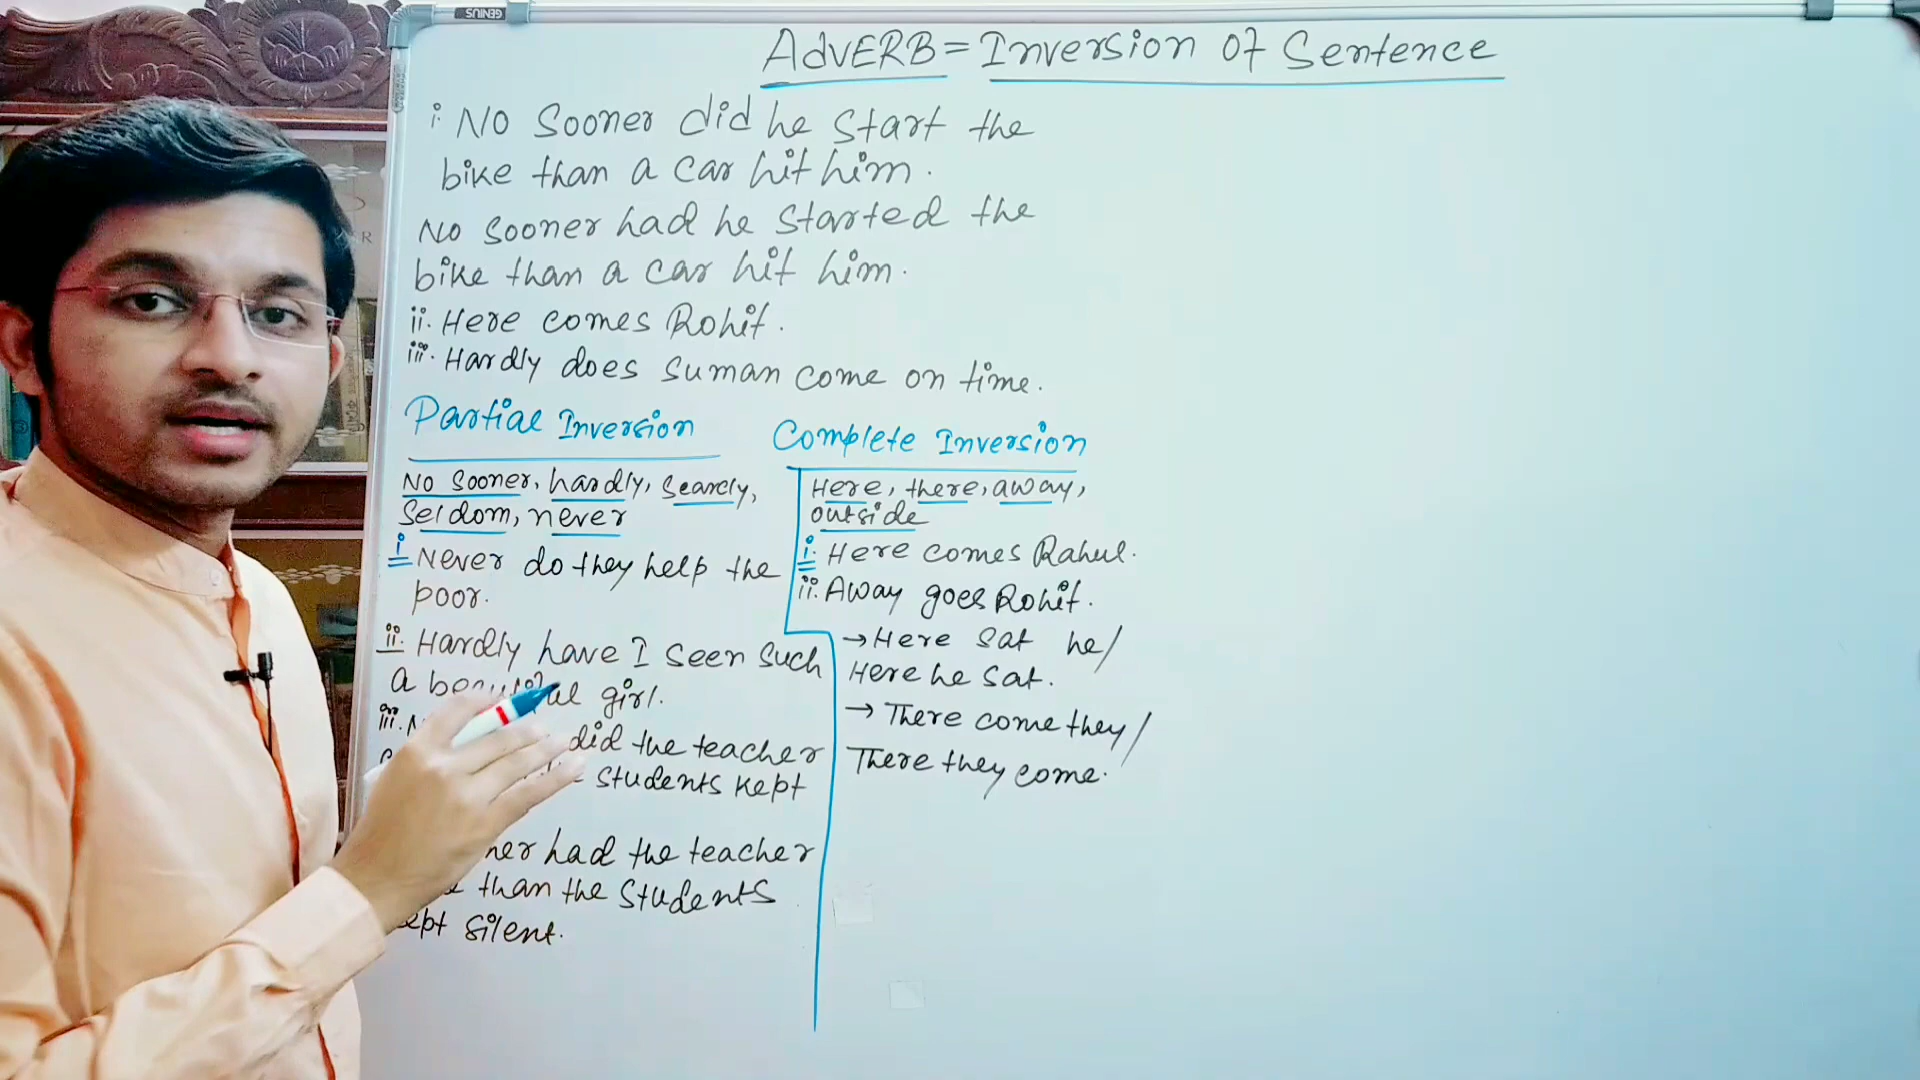 GENIUS
AdVERB = Inversion of Sentence
i. No Sooner did he start the
bike than a car hit him.
No sooner had he started the
bike than a car hit him.
ii. Here comes Rohit.
iii. Hardly does suman come on time.
Partial Inversion
No Sooner, hardly, Scarcly,
Seldom, never
i Never do they help the
poor.
ii. Hardly have I seen such
a girl.
iii. did the teacher
students kept
had the teacher
than the students
silent.
Complete Inversion
Here, there, away,
outside
i. Here comes Rahul.
ii. Away goes Rohit.
→ Here sat he/
Here he sat.
→ There come they/
There they come.